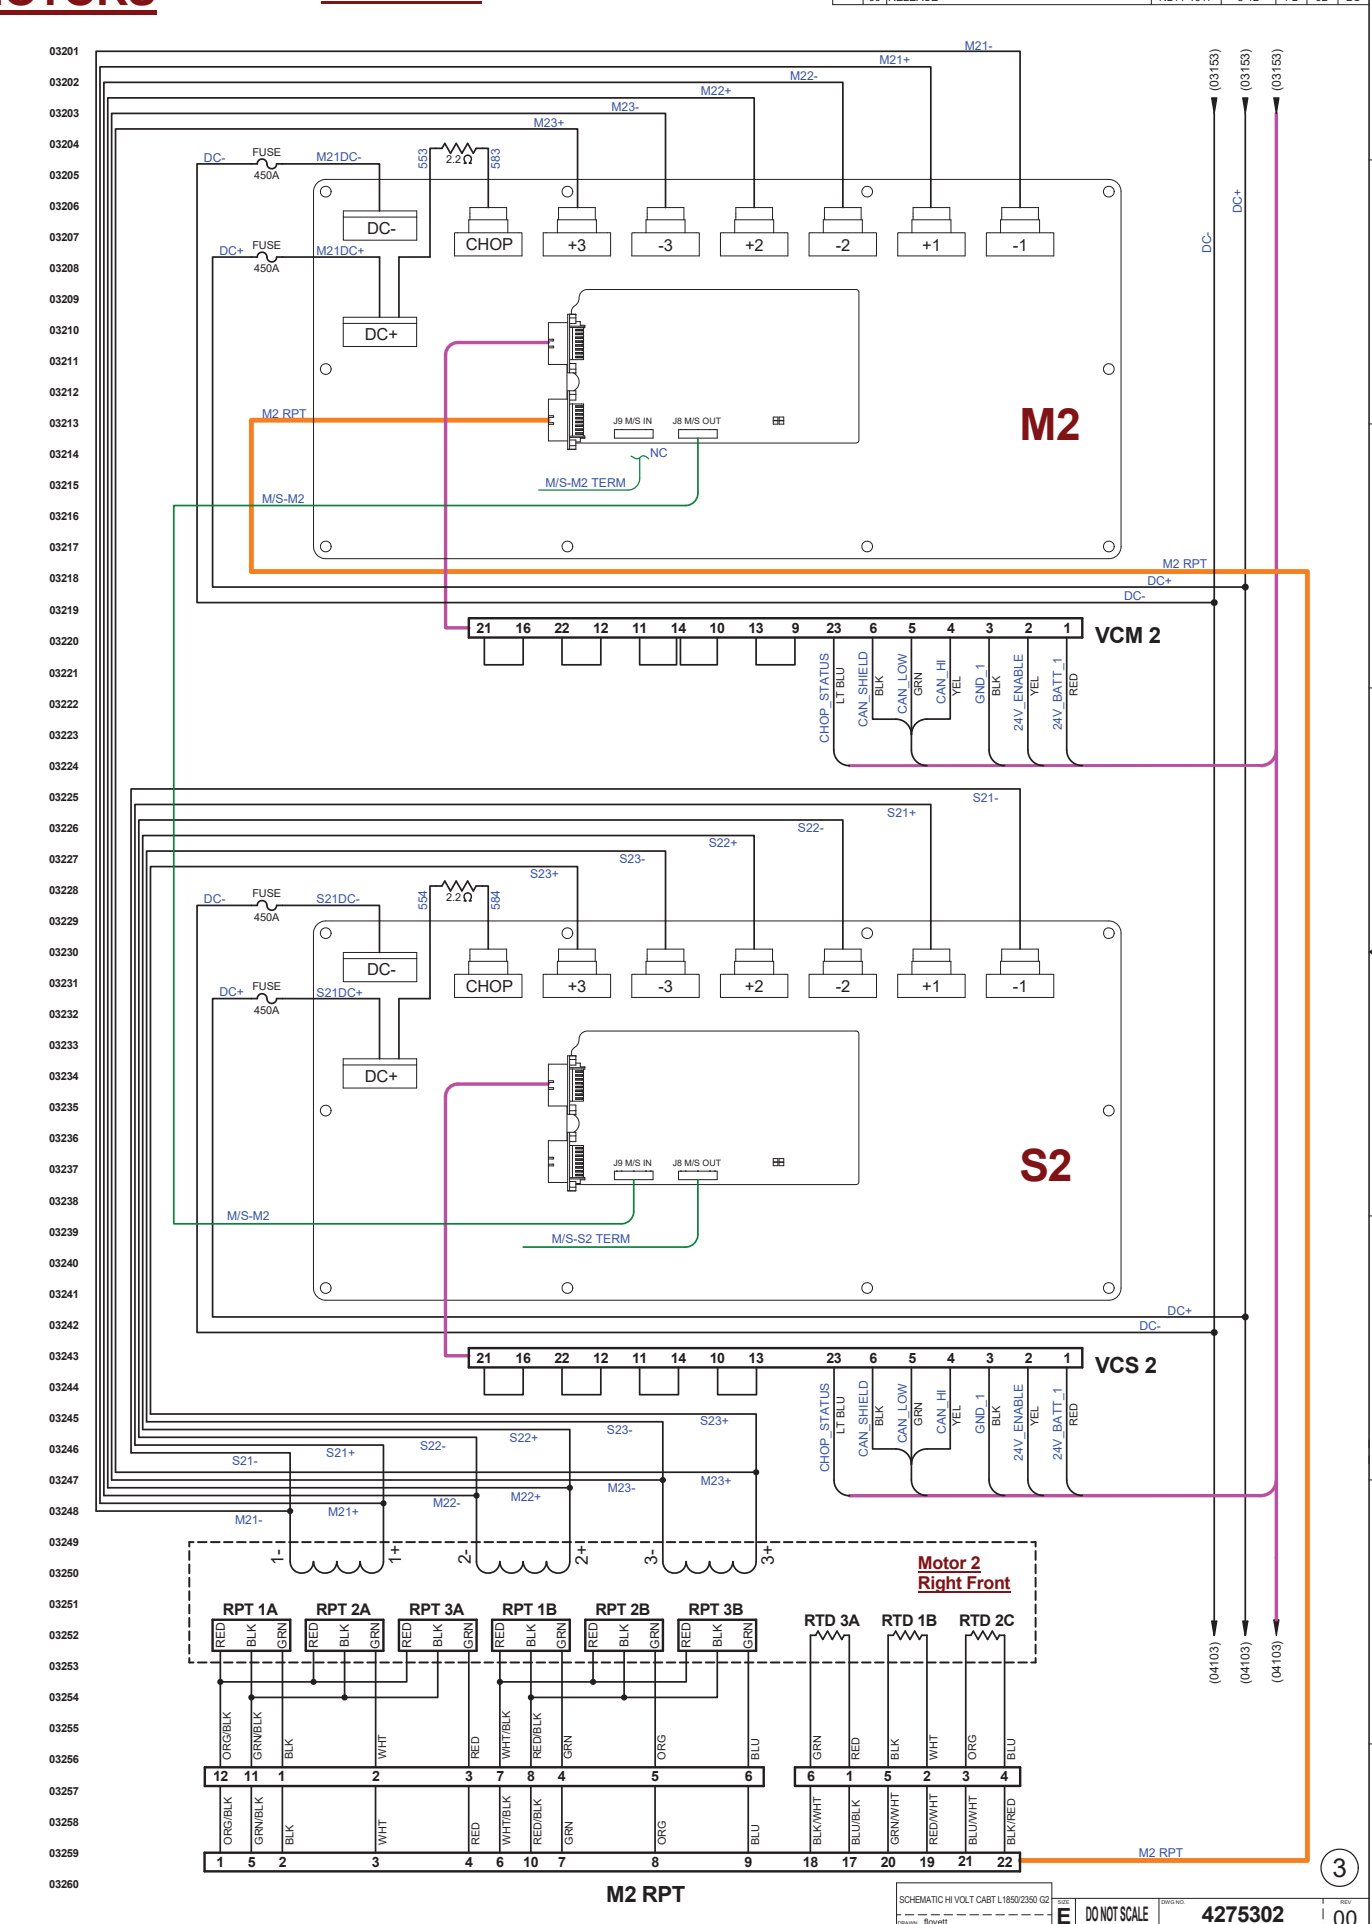 03201
03202
03203
03204
03205
03206
03207
03208
03209
03210
03211
03212
03213
03214
03215
03216
03217
03218
03219
03220
03221
03222
03223
03224
03225
03226
03227
03228
03229
03230
03231
03232
03233
03234
03235
03236
03237
03238
03239
03240
03241
03242
03243
03244
03245
03246
03247
03248
03249
03250
03251
03252
03253
03254
03255
03256
03257
03258
03259
03260
M21-
M21+
M22-
M22+
M23-
M23+
(03153) (03153) (03153)
DC- FUSE 450A M21DC-
553 2.2Ω 583
DC+ FUSE 450A M21DC+
DC-
DC+
DC-
CHOP +3 -3 +2 -2 +1 -1
DC+
M2 RPT
J9 M/S IN J8 M/S OUT
M2
NC
M/S-M2 TERM
M/S-M2
M2 RPT
DC+
DC-
21 16 22 12 11 14 10 13 9 23 6 5 4 3 2 1
VCM 2
CHOP_STATUS LT BLU
CAN_SHIELD BLK
CAN_LOW GRN
CAN_HI YEL
GND_1 BLK
24V_ENABLE YEL
24V_BATT_1 RED
S21-
S21+
S22-
S22+
S23-
S23+
DC- FUSE 450A S21DC-
554 2.2Ω 584
DC+ FUSE 450A S21DC+
DC-
CHOP +3 -3 +2 -2 +1 -1
DC+
J9 M/S IN J8 M/S OUT
S2
M/S-M2
M/S-S2 TERM
DC+
DC-
21 16 22 12 11 14 10 13 23 6 5 4 3 2 1
VCS 2
CHOP_STATUS LT BLU
CAN_SHIELD BLK
CAN_LOW GRN
CAN_HI YEL
GND_1 BLK
24V_ENABLE YEL
24V_BATT_1 RED
S21- S21+ S22- S22+ S23- S23+
M21- M21+ M22- M22+ M23- M23+
1- 1+ 2- 2+ 3- 3+
Motor 2
Right Front
RPT 1A RPT 2A RPT 3A RPT 1B RPT 2B RPT 3B RTD 3A RTD 1B RTD 2C
RED BLK GRN RED BLK GRN RED BLK GRN RED BLK GRN RED BLK GRN RED BLK GRN
(04103) (04103) (04103)
ORG/BLK GRN/BLK BLK WHT RED WHT/BLK RED/BLK GRN ORG BLU GRN RED BLK WHT ORG BLU
12 11 1 2 3 7 8 4 5 6 6 1 5 2 3 4
ORG/BLK GRN/BLK BLK WHT RED WHT/BLK RED/BLK GRN ORG BLU BLK/WHT BLU/BLK GRN/WHT RED/WHT BLU/WHT BLK/RED
1 5 2 3 4 6 10 7 8 9 18 17 20 19 21 22
M2 RPT
M2 RPT
3
SCHEMATIC HI VOLT CABT L1850/2350 G2
SIZE
E
DO NOT SCALE
DWG NO.
4275302
REV
00